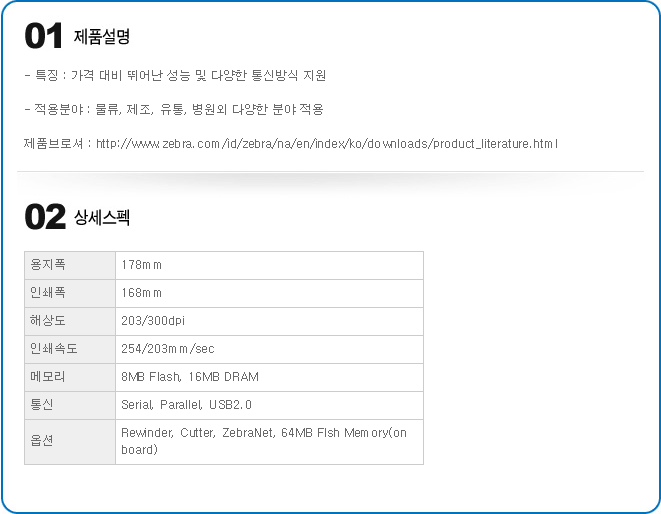 01 제품설명
- 특징 : 가격 대비 뛰어난 성능 및 다양한 통신방식 지원
- 적용분야 : 물류, 제조, 유통, 병원외 다양한 분야 적용
제품브로셔 : http://www.zebra.com/id/zebra/na/en/index/ko/downloads/product_literature.html
02 상세스펙
용지폭 178mm
인쇄폭 168mm
해상도 203/300dpi
인쇄속도 254/203mm/sec
메모리 8MB Flash, 16MB DRAM
통신 Serial, Parallel, USB2.0
옵션 Rewinder, Cutter, ZebraNet, 64MB Flsh Memory(on
board)